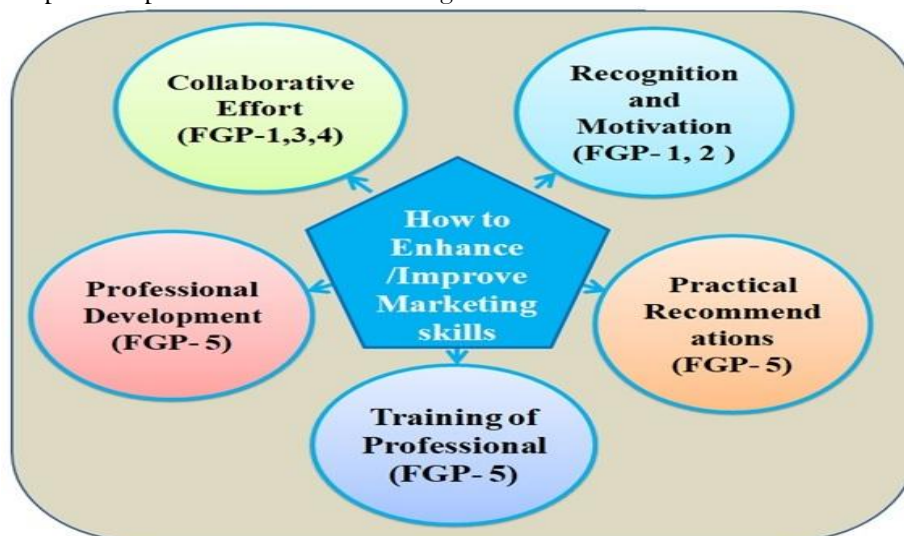 Collaborative
Effort
(FGP-1,3,4)
Recognition
and
Motivation
(FGP- 1, 2 )
How to
Enhance
/Improve
Marketing
skills
Professional
Development
(FGP- 5)
Practical
Recommend
ations
(FGP- 5)
Training of
Professional
(FGP- 5)